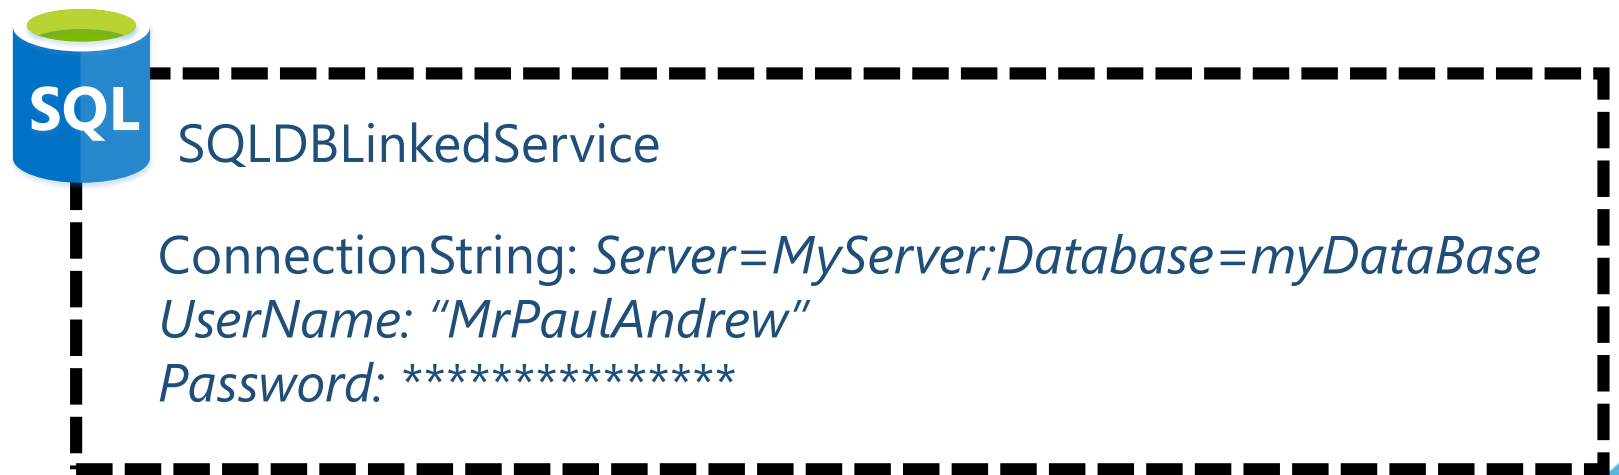 SQL
SQLDBLinkedService
ConnectionString: Server=MyServer;Database=myDataBase
UserName: “MrPaulAndrew”
Password: ***************